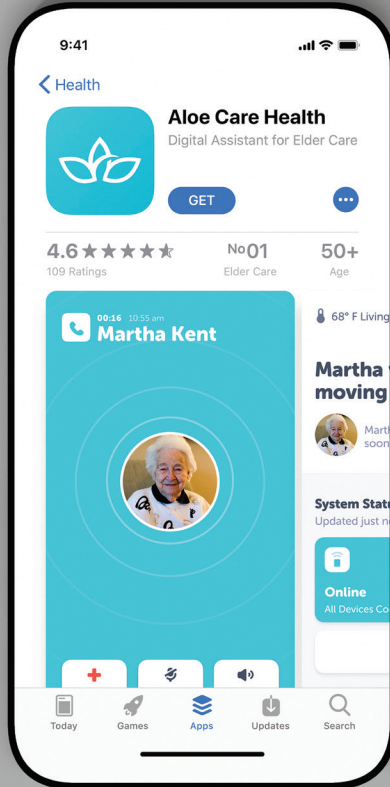 9:41
Health
Aloe Care Health
Digital Assistant for Elder Care
GET
4.6
No01
50+
109 Ratings
Elder Care
Age
00:16 10:55 am
Martha Kent
68° F Living
Martha
moving
Marth
soon
System Statu
Updated just n
Online
All Devices Co
Today
Games
Apps
Updates
Search